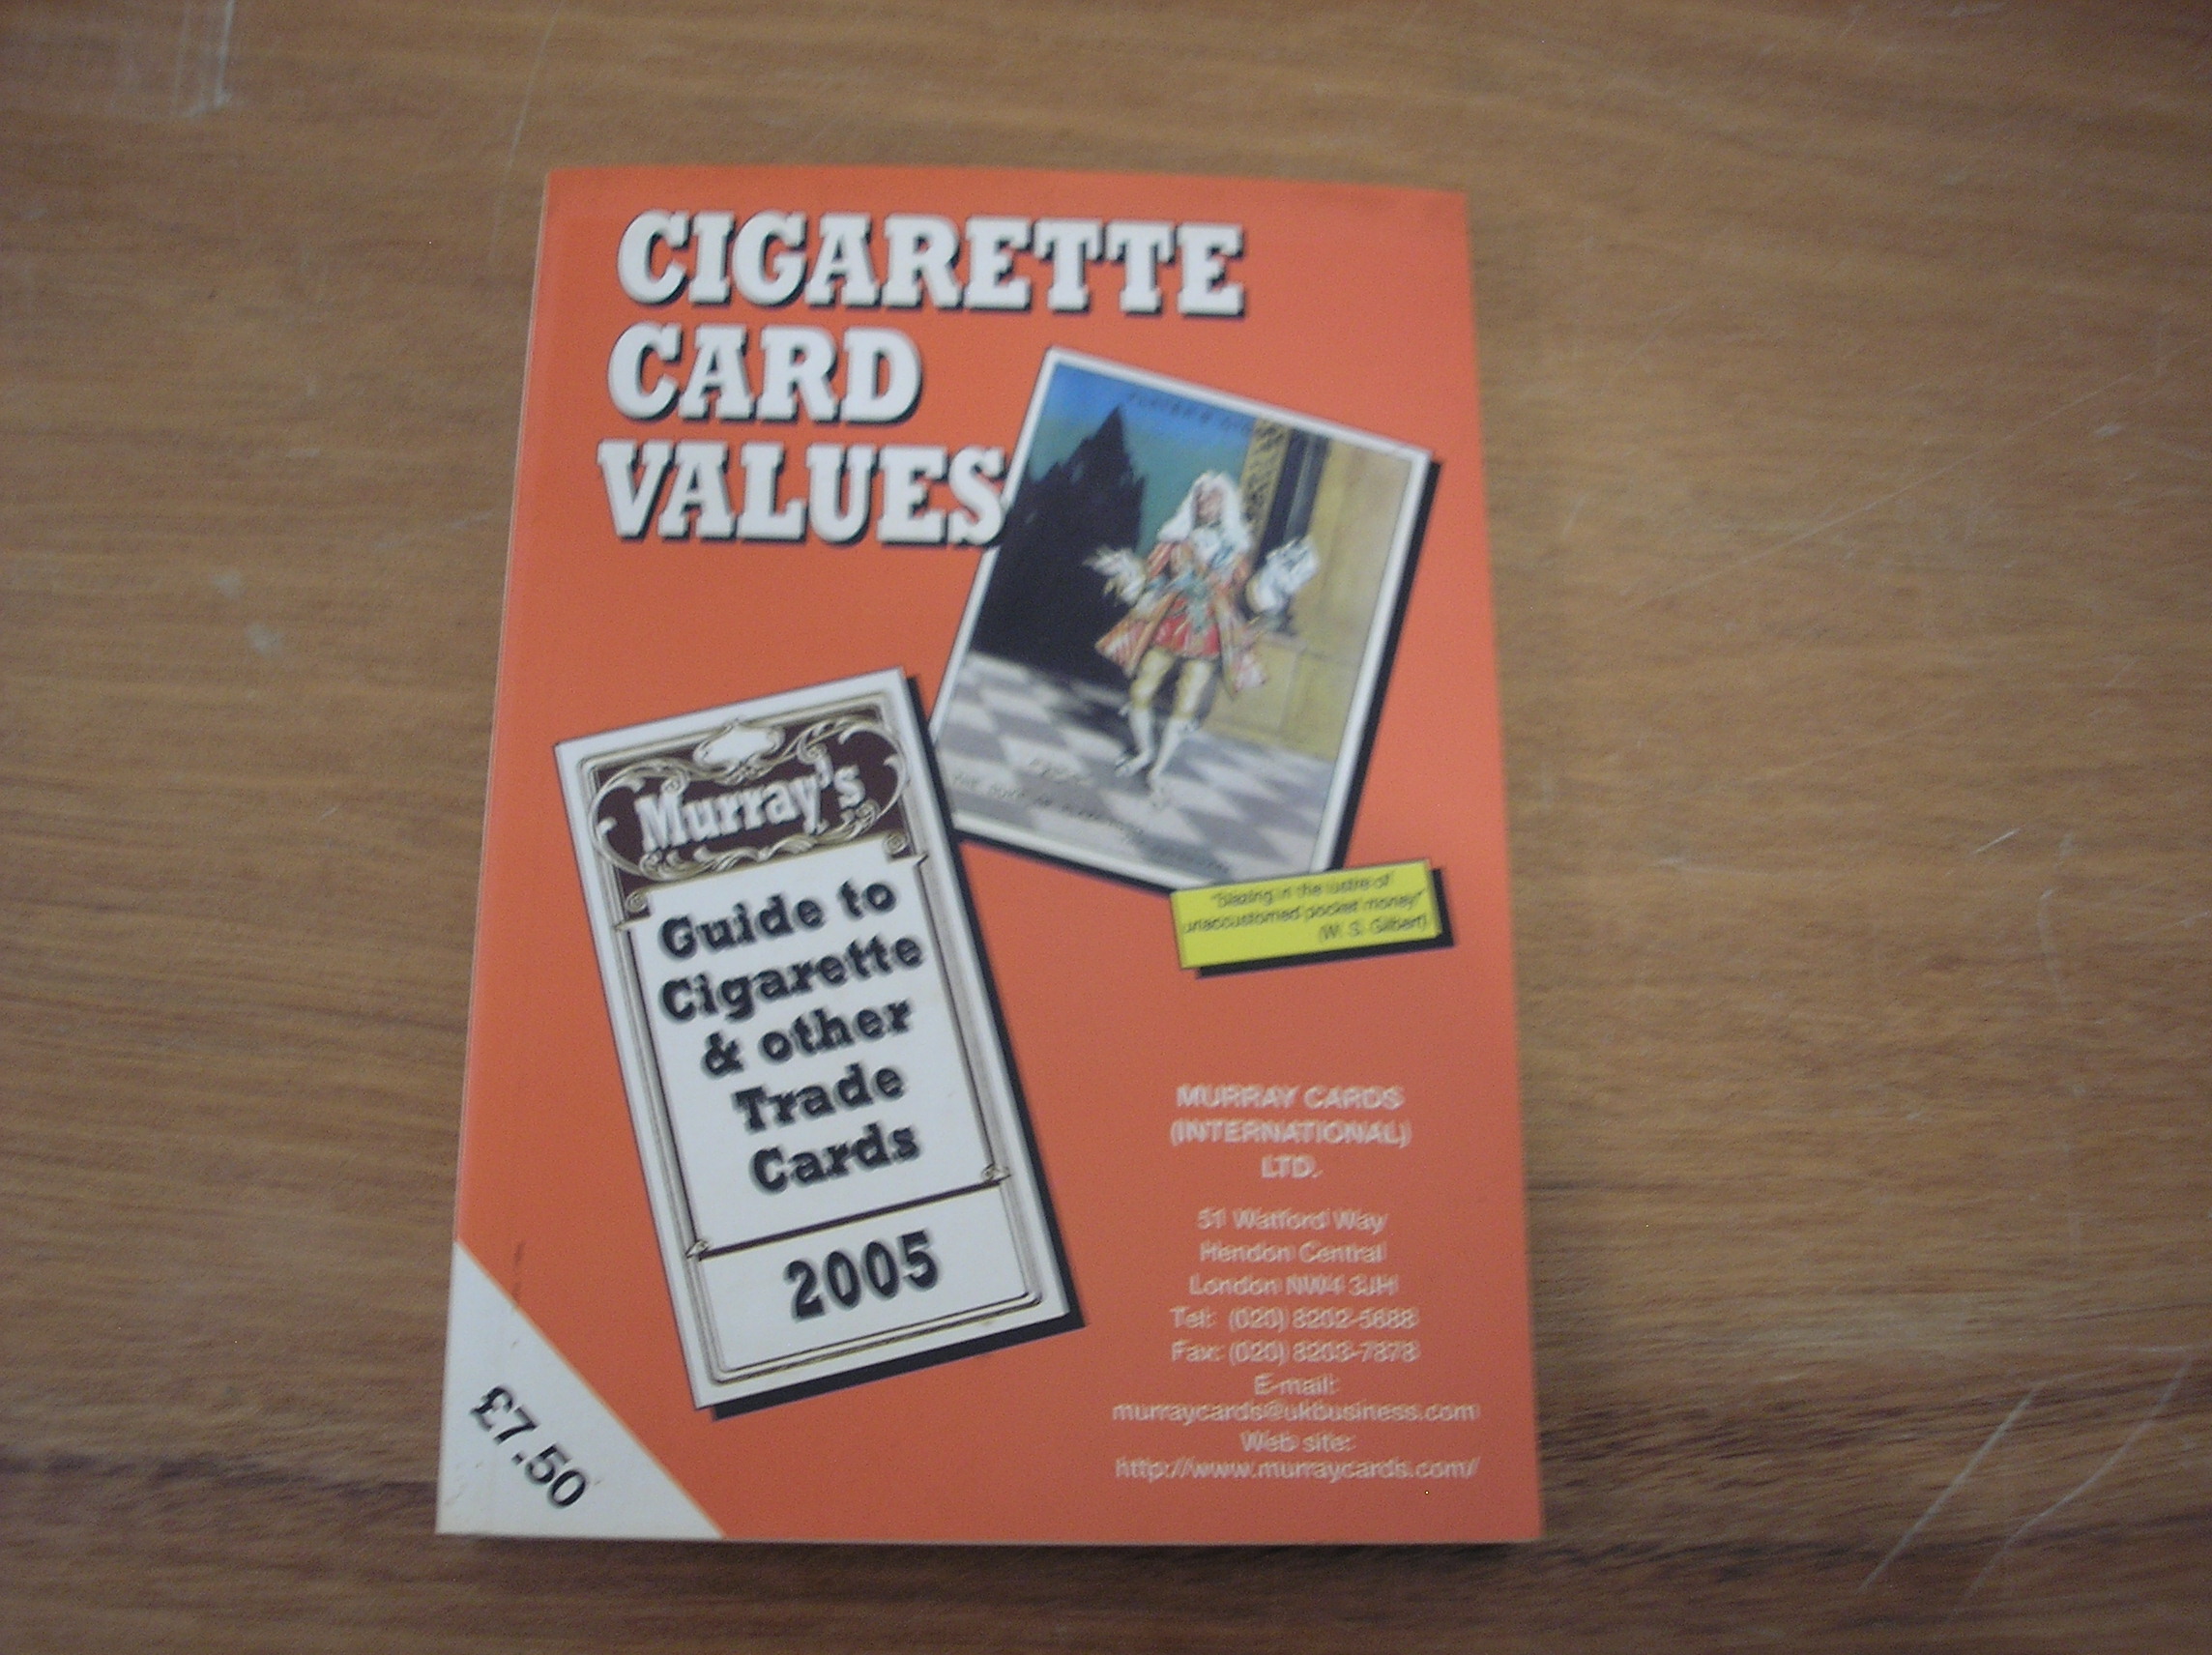 CIGARETTE
CARD
VALUES
Murray's
Guide to
Cigarette
& other
Trade
Cards
2005
"Blazing in the lustre of
unaccustomed pocket money"
(W. S. Gilbert)
MURRAY CARDS
(INTERNATIONAL)
LTD.
51 Watford Way
Hendon Central
London NW4 3JH
Tel: (020) 8202-5688
Fax: (020) 8203-7878
E-mail:
murraycards@ukbusiness.com
Web site:
http://www.murraycards.com/
£7.50